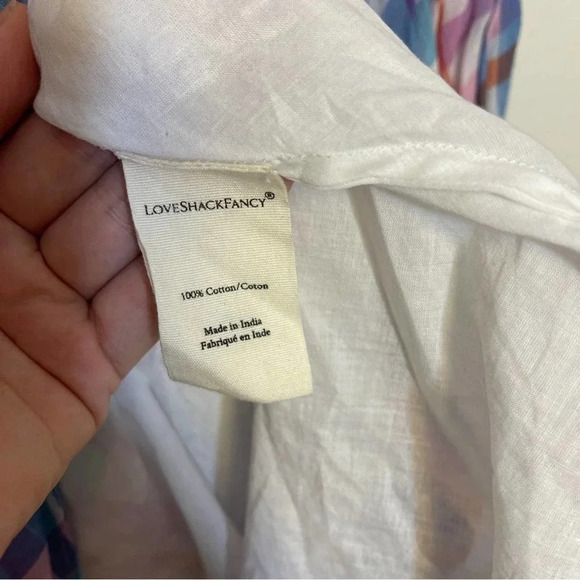 LOVESHACKFANCY®
100% Cotton/Coton
Made in India
Fabriqué en Inde